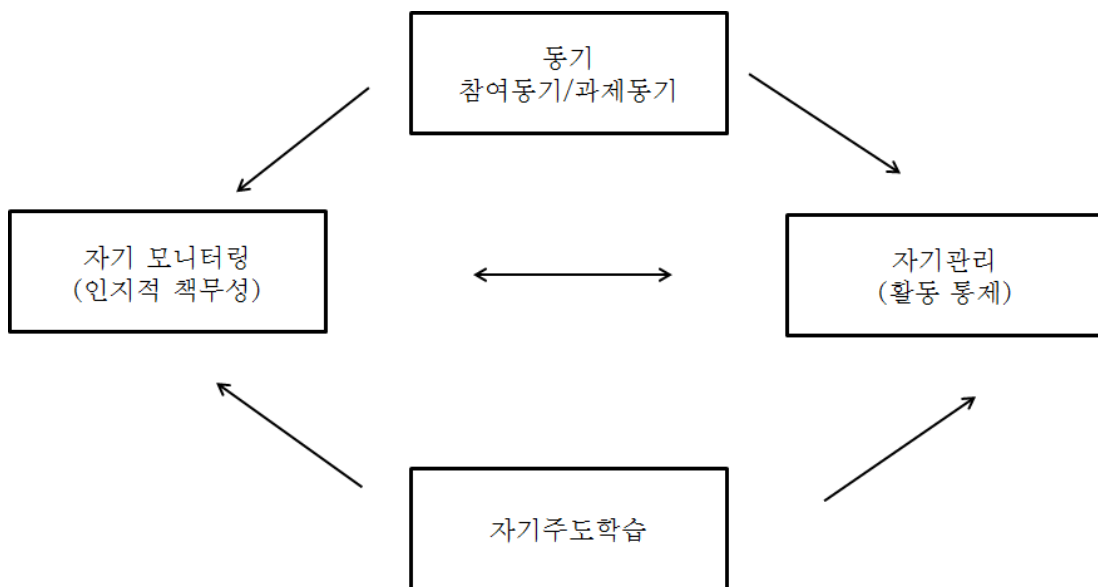 동기
참여동기/과제동기
자기 모니터링
(인지적 책무성)
자기관리
(활동 통제)
자기주도학습